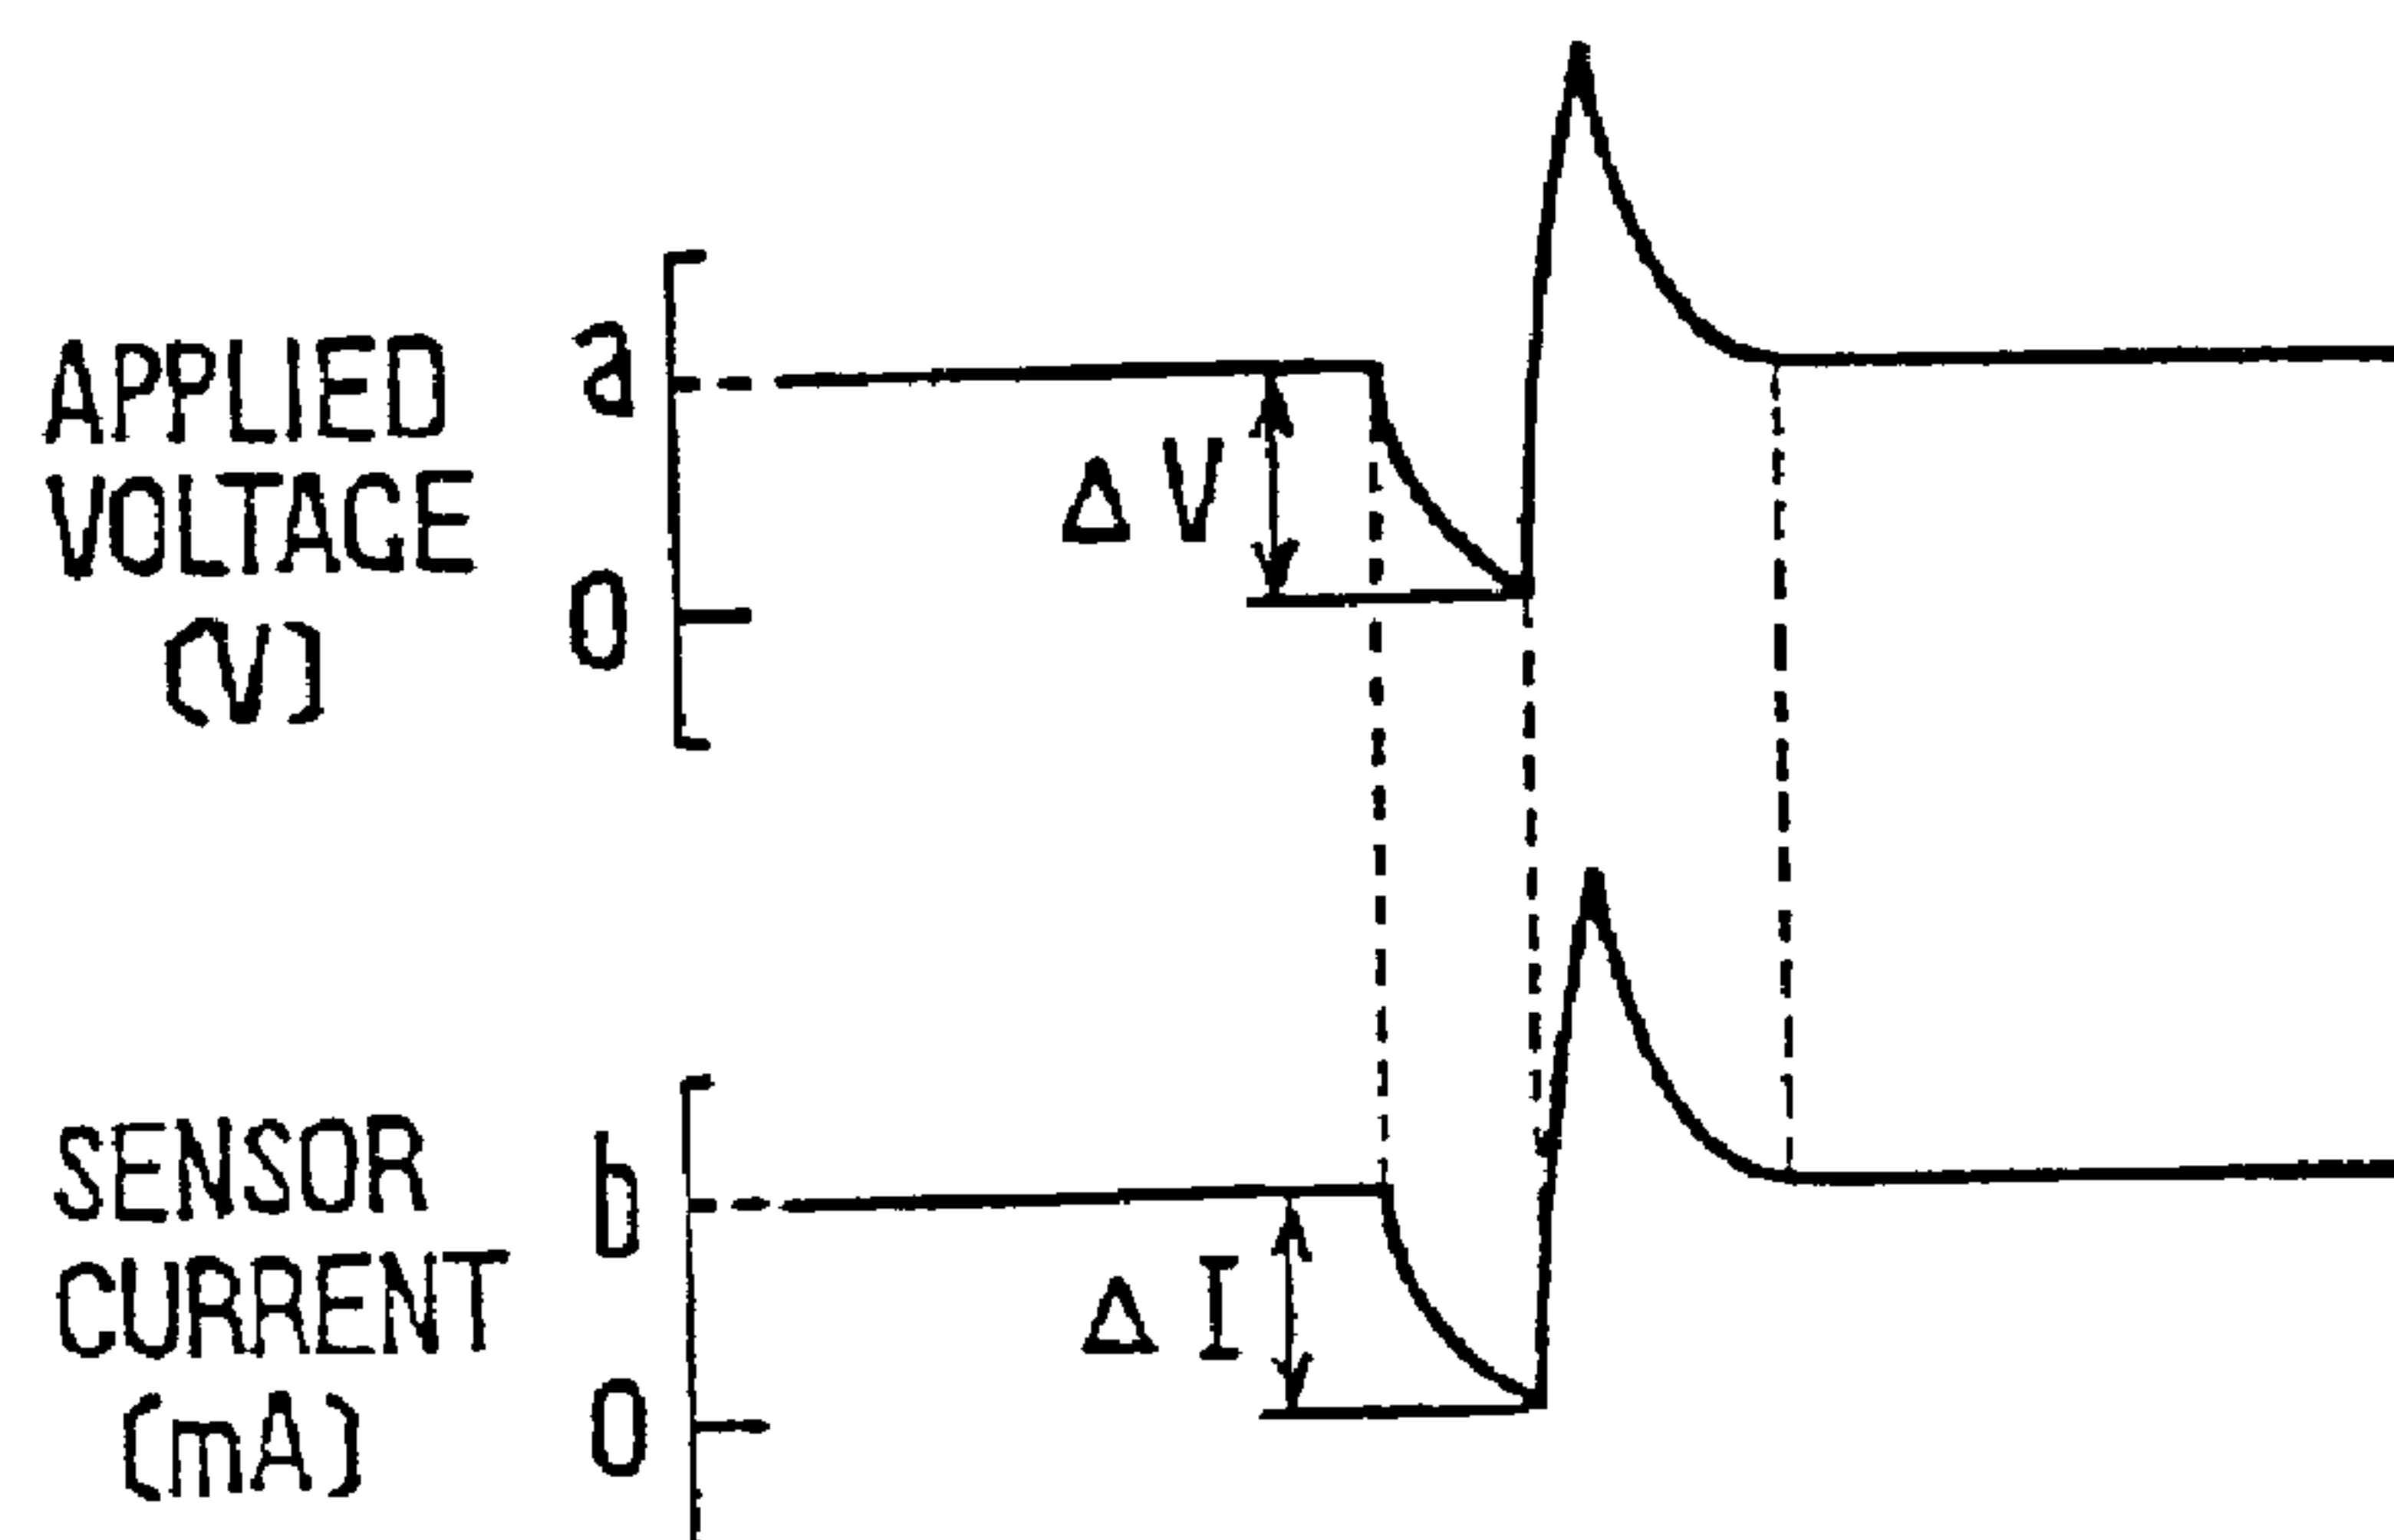 a
APPLIED
VOLTAGE
(V)
ΔV
0
b
SENSOR
CURRENT
(mA)
ΔI
0